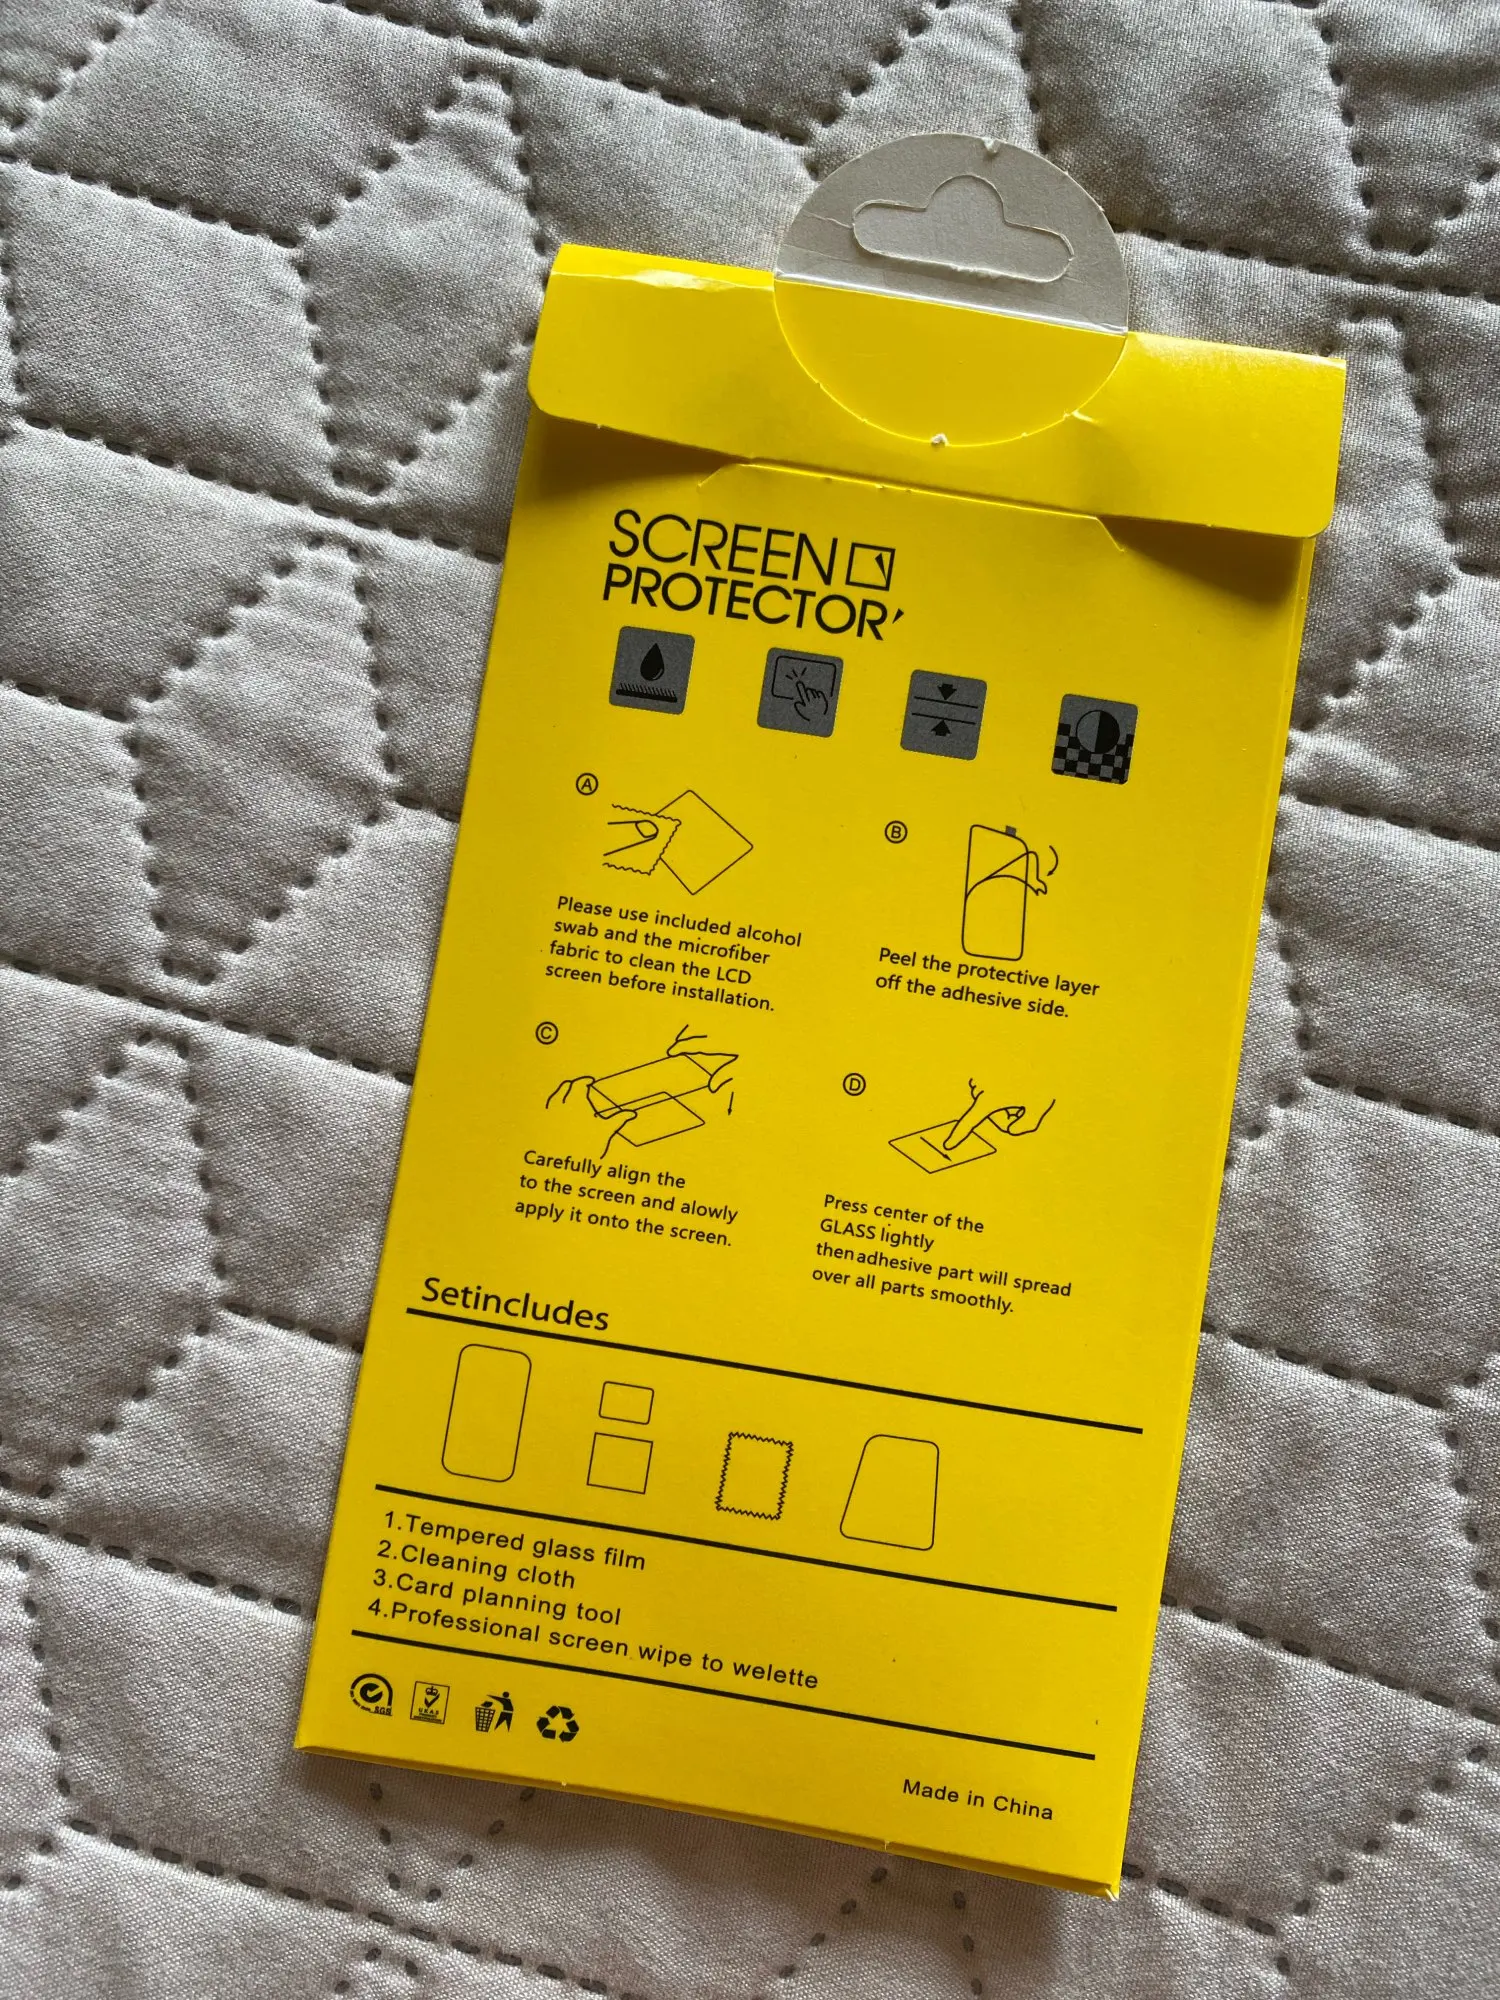 SCREEN
PROTECTOR
A
Please use included alcohol
swab and the microfiber
fabric to clean the LCD
screen before installation.
B
Peel the protective layer
off the adhesive side.
C
Carefully align the
to the screen and alowly
apply it onto the screen.
D
Press center of the
GLASS lightly
thenadhesive part will spread
over all parts smoothly.
Setincludes
1.Tempered glass film
2.Cleaning cloth
3.Card planning tool
4.Professional screen wipe to welette
SGS
UKAS
Made in China